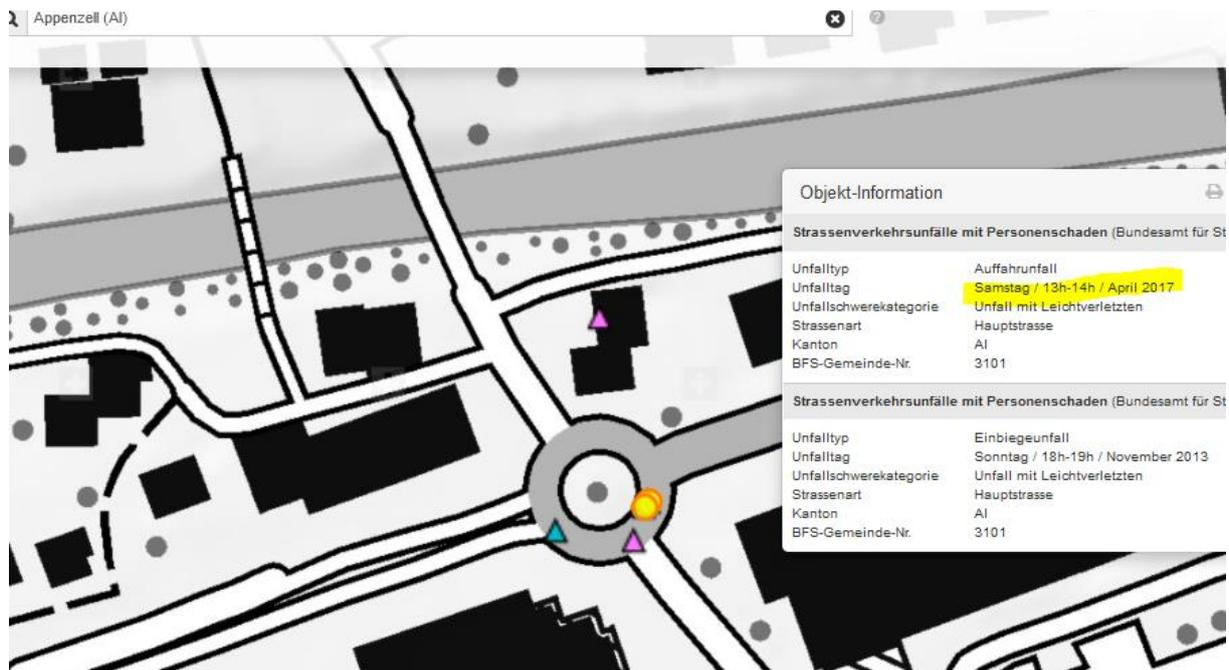 Appenzell (AI)
Objekt-Information
Strassenverkehrsunfälle mit Personenschaden (Bundesamt für St
Unfalltyp Auffahrunfall
Unfalltag Samstag / 13h-14h / April 2017
Unfallschwerekategorie Unfall mit Leichtverletzten
Strassenart Hauptstrasse
Kanton AI
BFS-Gemeinde-Nr. 3101
Strassenverkehrsunfälle mit Personenschaden (Bundesamt für St
Unfalltyp Einbiegeunfall
Unfalltag Sonntag / 18h-19h / November 2013
Unfallschwerekategorie Unfall mit Leichtverletzten
Strassenart Hauptstrasse
Kanton AI
BFS-Gemeinde-Nr. 3101